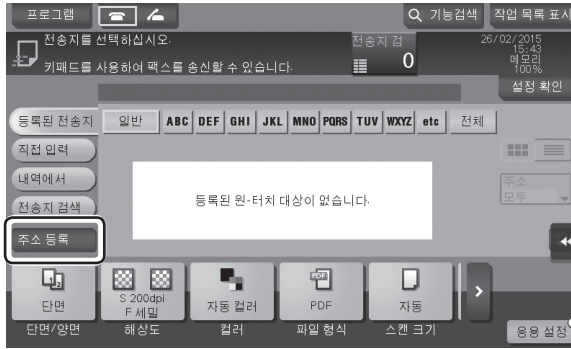 프로그램
기능검색
작업 목록 표시
전송지를 선택하십시오.
키패드를 사용하여 팩스를 송신할 수 있습니다.
전송지 검
0
26/02/2015
15:43
메모리
100%
설정 확인
등록된 전송지
일반 ABC DEF GHI JKL MNO PQRS TUV WXYZ etc 전체
직접 입력
내역에서
전송지 검색
주소 등록
등록된 원-터치 대상이 없습니다.
주소
모두
단면
S 200dpi
F 세밀
자동 컬러
PDF
PDF
자동
단면/양면
해상도
컬러
파일 형식
스캔 크기
응용 설정